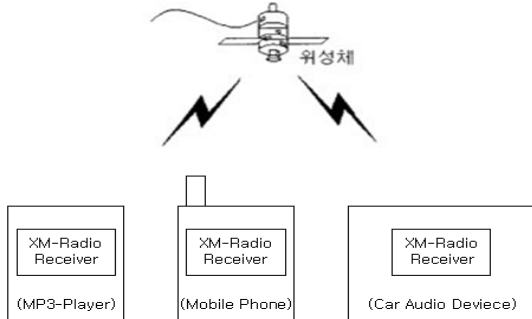 위성체
XM-Radio
Receiver
(MP3-Player)
XM-Radio
Receiver
(Mobile Phone)
XM-Radio
Receiver
(Car Audio Deviece)